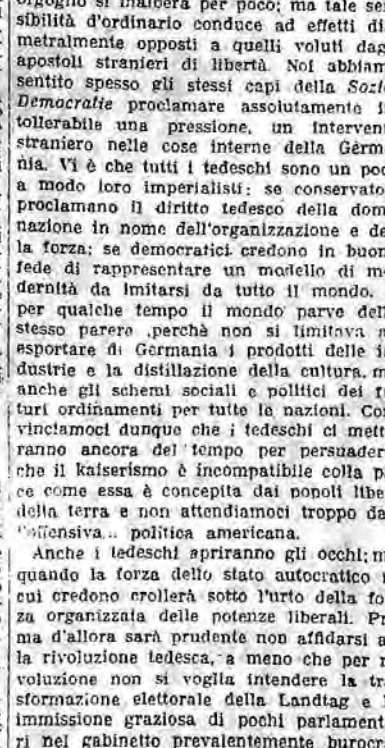 orgoglio si inalbera per poco; ma tale sen
sibilità d'ordinario conduce ad effetti di
metralmente opposti a quelli voluti dag
apostoli stranieri di libertà. Noi abbiam
sentito spesso gli stessi capi della Sozi
Democratie proclamare assolutamente i
tollerabile una pressione, un interven
straniero nelle cose interne della Germa
nia. Vi è che tutti i tedeschi sono un poc
a modo loro imperialisti: se conservato
proclamano il diritto tedesco della dom
nazione in nome dell'organizzazione e de
la forza; se democratici credono in buon
fede di rappresentare un modello di m
dernità da imitarsi da tutto il mondo.
per qualche tempo il mondo parve dell
stesso parere ,perchè non si limitava
esportare di Germania i prodotti delle i
dustrie e la distillazione della cultura, m
anche gli schemi sociali e politici dei f
turi ordinamenti per tutte le nazioni. Co
vinciamoci dunque che i tedeschi ci mett
ranno ancora del tempo per persuader
che il kaiserismo è incompatibile colla p
ce come essa è concepita dai popoli libe
della terra e non attendiamoci troppo da
l'offensiva... politica americana.
Anche i tedeschi apriranno gli occhi; m
quando la forza dello stato autocratico
cui credono crollerà sotto l'urto della fo
za organizzata delle potenze liberali. Pr
ma d'allora sarà prudente non affidarsi a
la rivoluzione tedesca, a meno che per r
voluzione non si voglia intendere la tra
sformazione elettorale della Landtag e
immissione graziosa di pochi parlament
ri nel gabinetto prevalentemente burocr